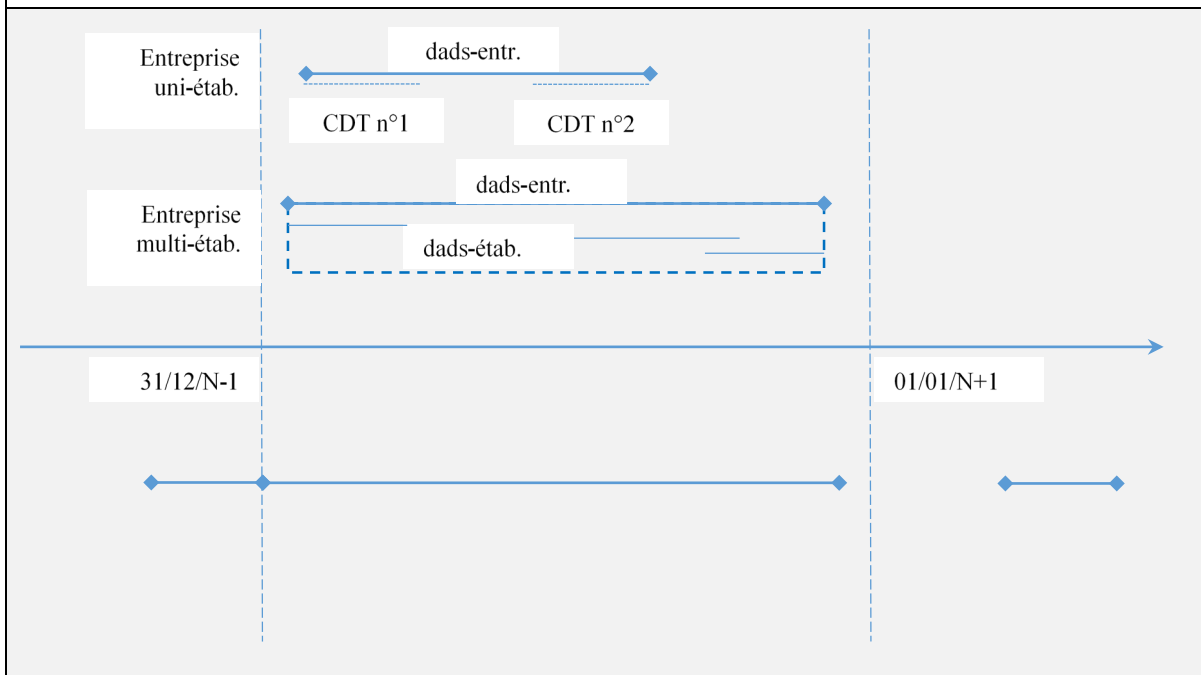 dads-entr.
Entreprise
uni-étab.
CDT n°1
CDT n°2
dads-entr.
Entreprise
multi-étab.
dads-étab.
31/12/N-1
01/01/N+1